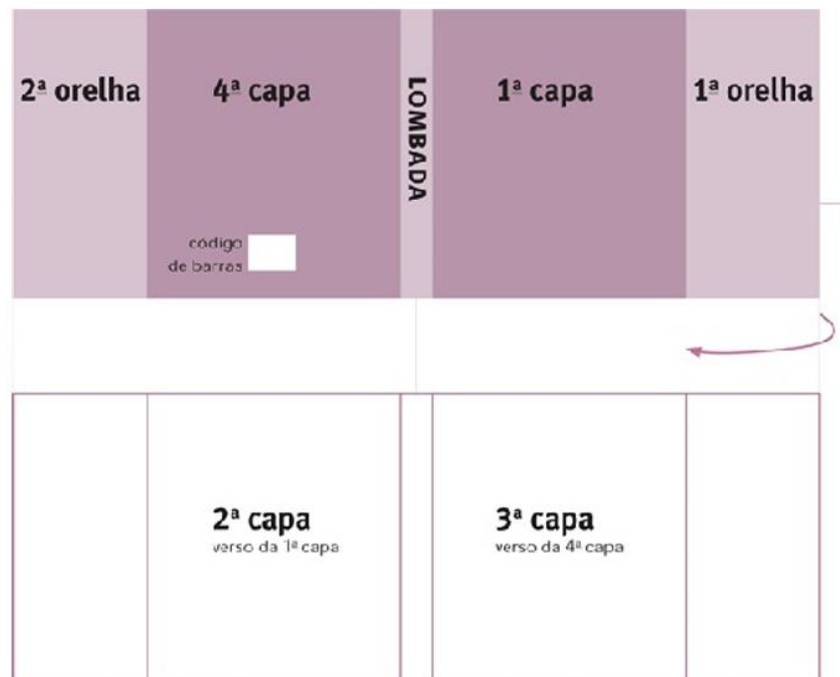 2ª orelha
4ª capa
LOMBADA
1ª capa
1ª orelha
código
de barras
2ª capa
verso da 1ª capa
3ª capa
verso da 4ª capa